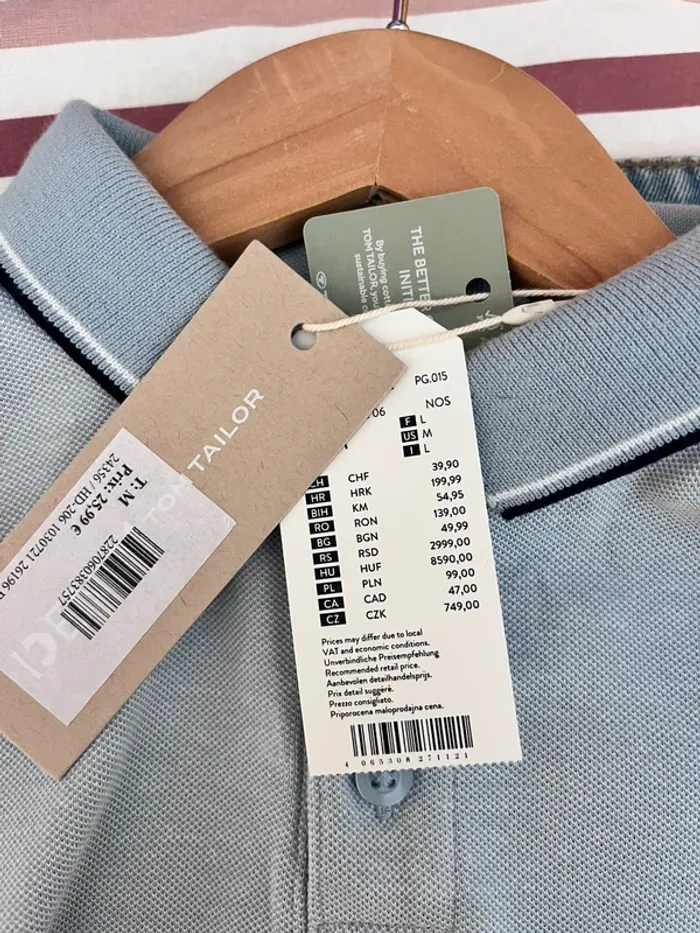 THE BETTER
INITI
By buying cotto
TOM TAILOR, you
sustainable c
TOM TAILOR
T: M
Prix: 25,99 €
24356 / HD-206 1030721 26196
2287060383757
PG.015
06 NOS
F L
US M
I L
CH CHF 39,90
HR HRK 199,99
BIH KM 54,95
RO RON 139,00
BG BGN 49,99
RS RSD 2999,00
HU HUF 8590,00
PL PLN 99,00
CA CAD 47,00
CZ CZK 749,00
Prices may differ due to local
VAT and economic conditions.
Unverbindliche Preisempfehlung
Recommended retail price.
Aanbevolen detailhandelsprijs.
Prix detail suggéré.
Prezzo consigliato.
Priporocena maloprodajna cena.
4 065308 271121